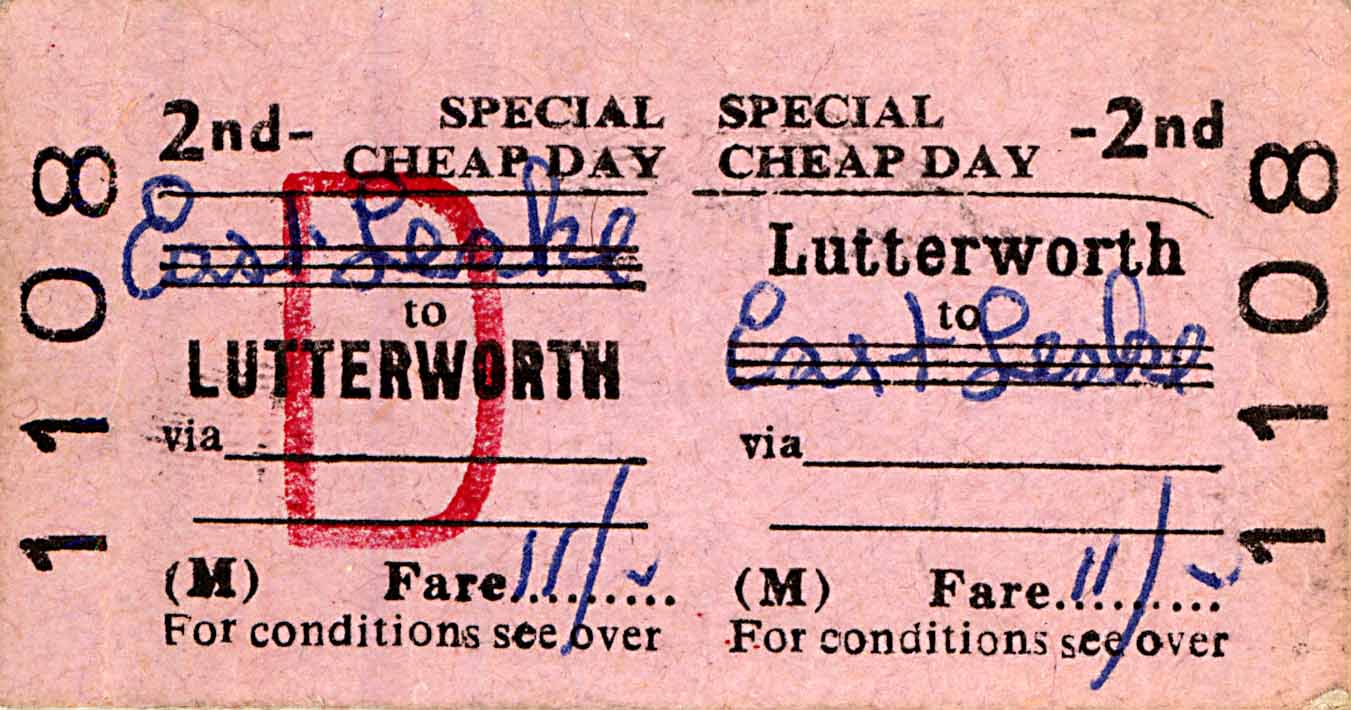 1108
2nd-
SPECIAL
CHEAP DAY
East Leake
to
LUTTERWORTH
via
D
(M) Fare 11/-
For conditions see over
SPECIAL
CHEAP DAY
-2nd
Lutterworth
to
East Leake
via
(M) Fare 11/-
For conditions see over
1108